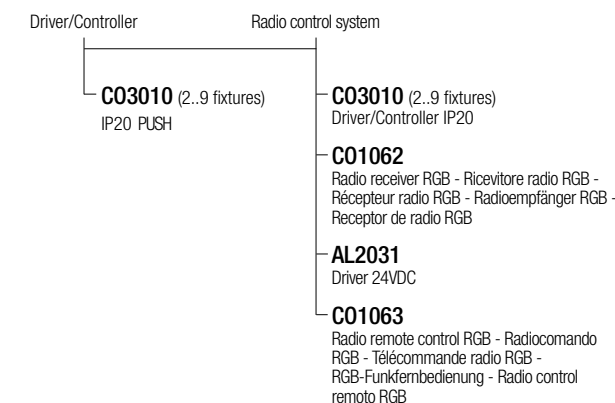 Driver/Controller
Radio control system
CO3010 (2..9 fixtures)
IP20 PUSH
CO3010 (2..9 fixtures)
Driver/Controller IP20
CO1062
Radio receiver RGB - Ricevitore radio RGB -
Récepteur radio RGB - Radioempfänger RGB -
Receptor de radio RGB
AL2031
Driver 24VDC
CO1063
Radio remote control RGB - Radiocomando
RGB - Télécommande radio RGB -
RGB-Funkfernbedienung - Radio control
remoto RGB